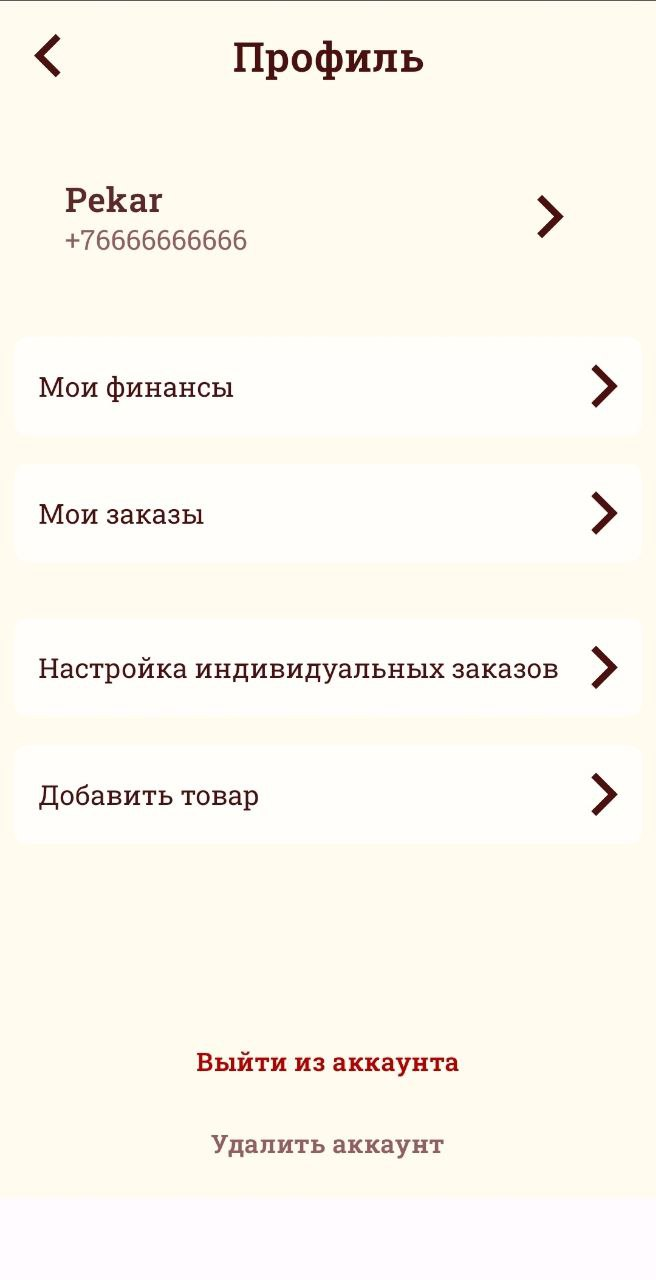 Профиль
Pekar
+76666666666
Мои финансы
Мои заказы
Настройка индивидуальных заказов
Добавить товар
Выйти из аккаунта
Удалить аккаунт